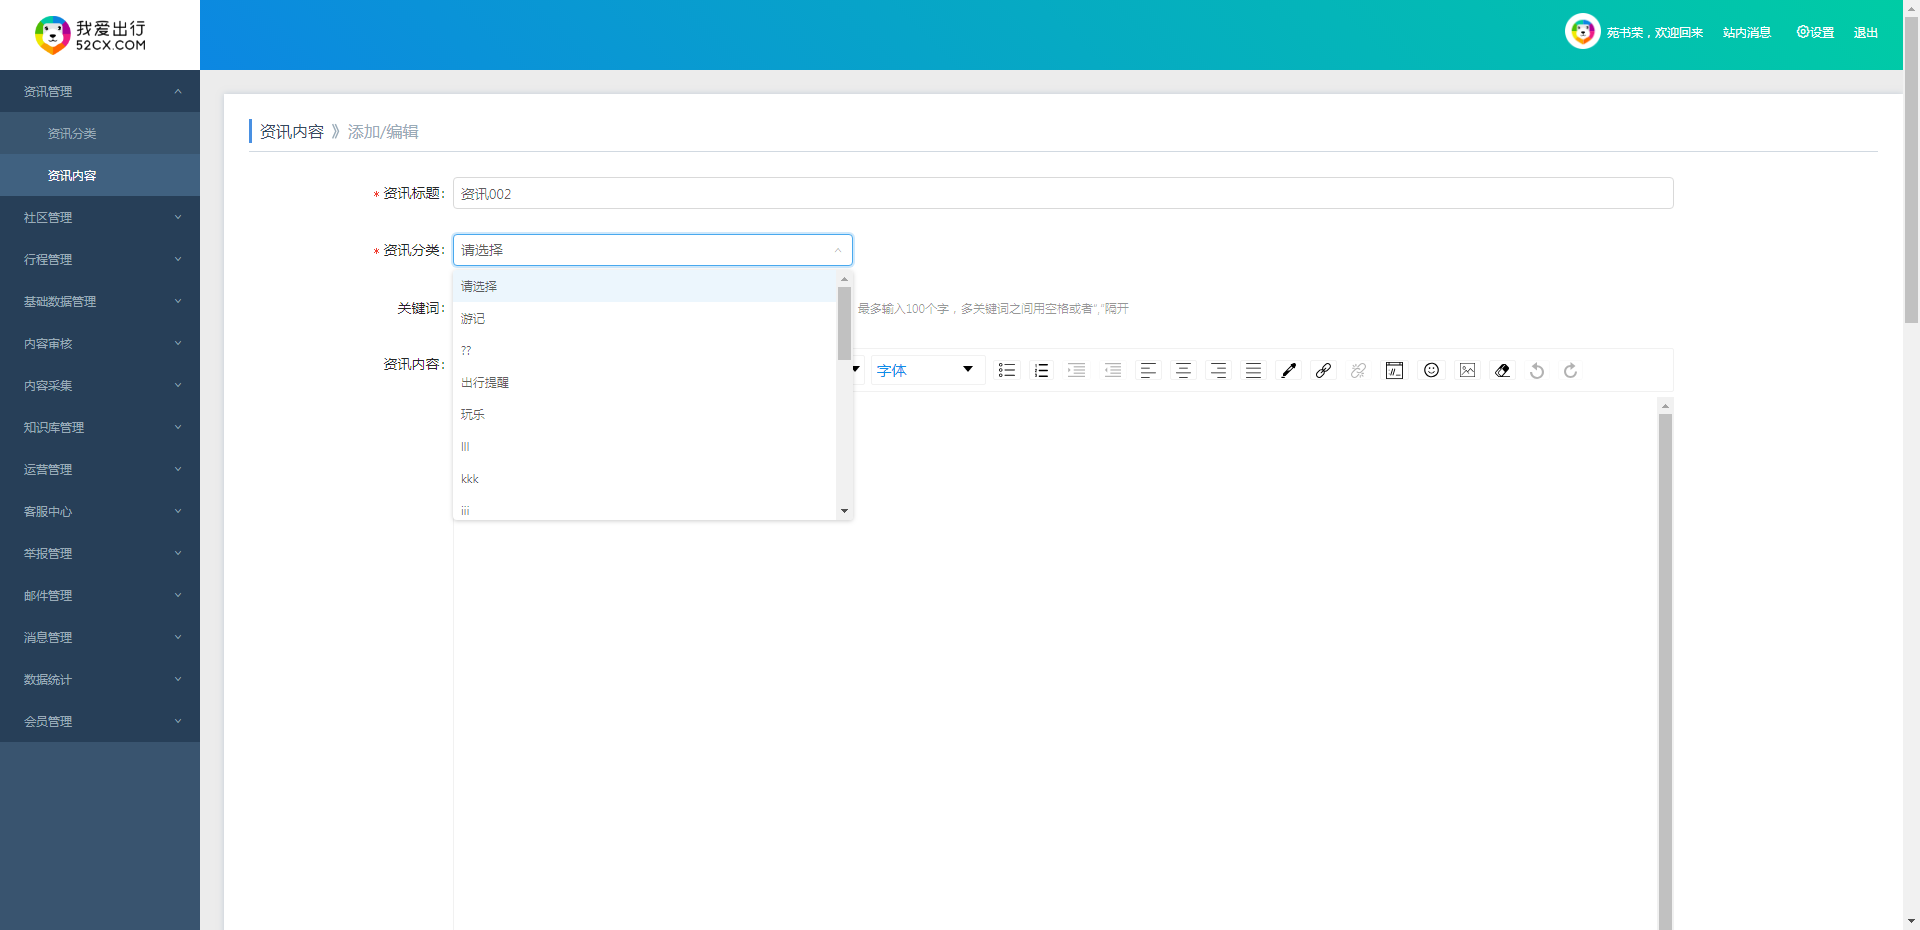 我爱出行
52CX.COM
苑书荣，欢迎回来
站内消息
设置
退出
资讯管理
资讯分类
资讯内容
社区管理
行程管理
基础数据管理
内容审核
内容采集
知识库管理
运营管理
客服中心
举报管理
邮件管理
消息管理
数据统计
会员管理
资讯内容 》 添加/编辑
* 资讯标题：
资讯002
* 资讯分类：
请选择
请选择
游记
??
出行提醒
玩乐
lll
kkk
iii
关键词：
最多输入100个字，多关键词之间用空格或者“,”隔开
资讯内容：
字体